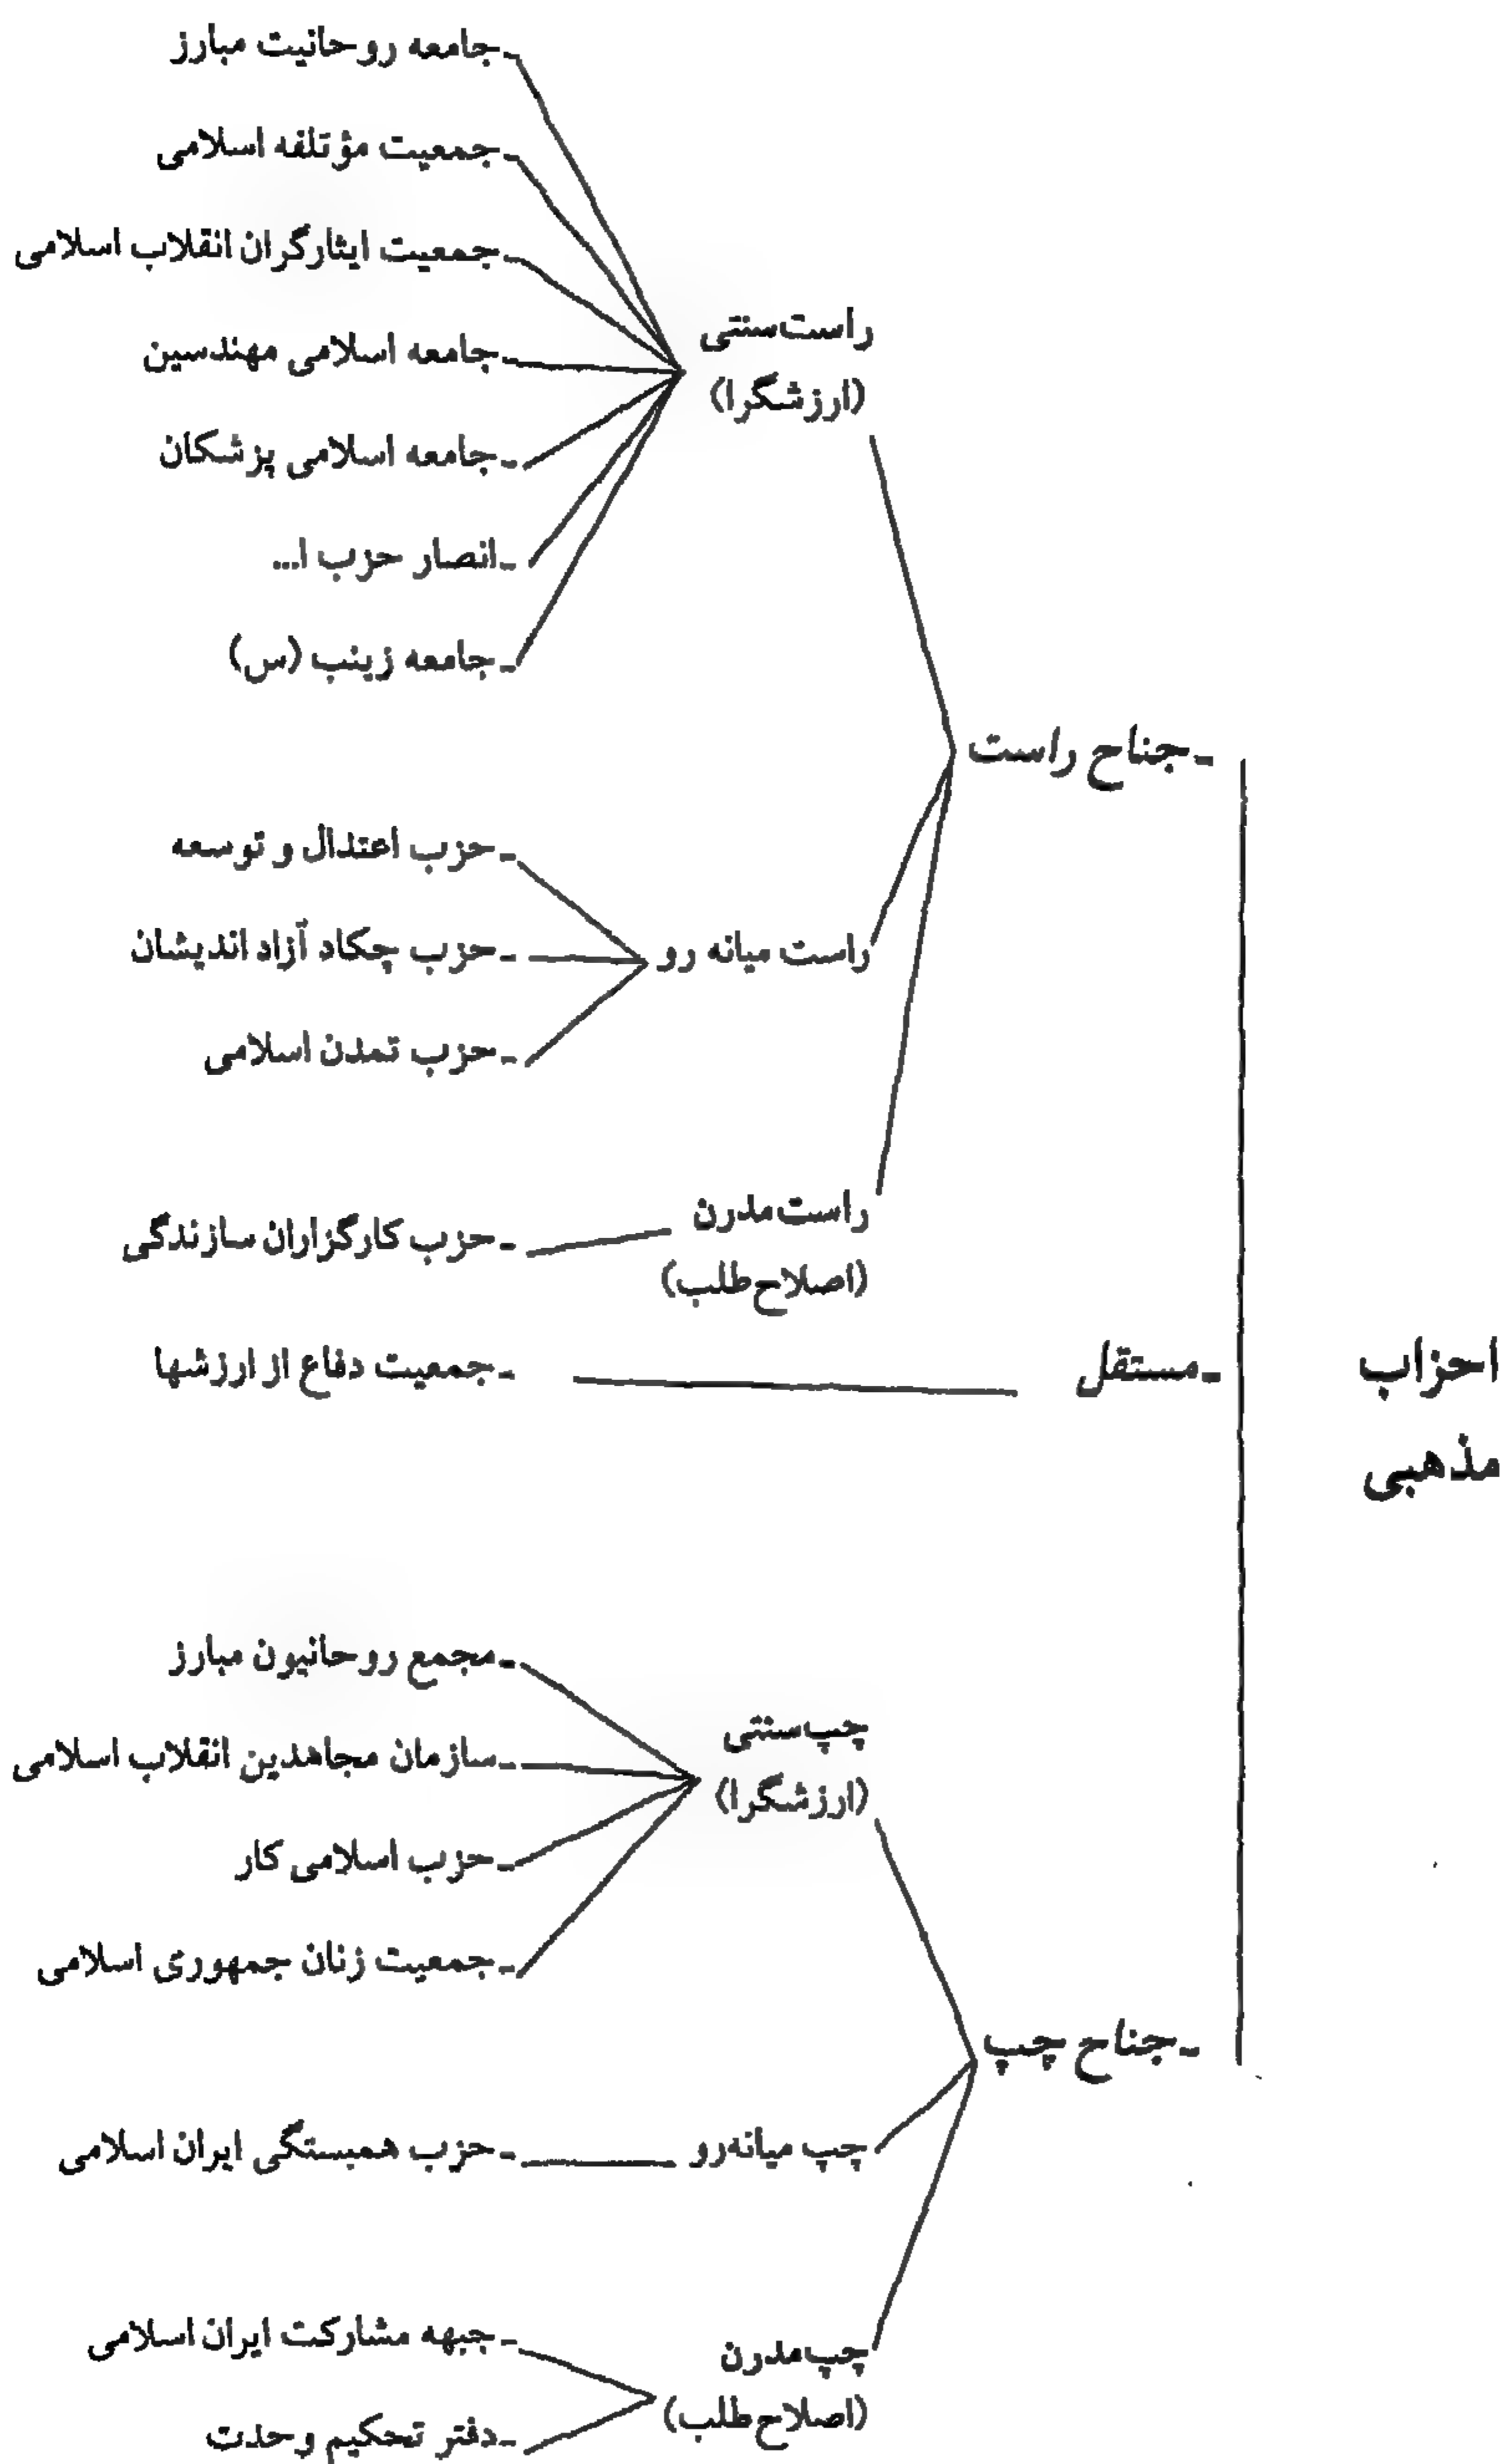 احزاب
مذهبی
ـ جناح راست
راست‌سنتی
(ارزشگرا)
ـ جامعه روحانیت مبارز
ـ جمعیت مؤتلفه اسلامی
ـ جمعیت ایثارگران انقلاب اسلامی
ـ جامعه اسلامی مهندسین
ـ جامعه اسلامی پزشکان
ـ انصار حزب ا...
ـ جامعه زینب (س)
راست میانه رو
ـ حزب اعتدال و توسعه
ـ حزب چکاد آزاد اندیشان
ـ حزب تمدن اسلامی
راست‌مدرن
(اصلاح‌طلب)
ـ حزب کارگزاران سازندگی
ـ مستقل
ـ جمعیت دفاع از ارزشها
ـ جناح چپ
چپ‌سنتی
(ارزشگرا)
ـ مجمع روحانیون مبارز
ـ سازمان مجاهدین انقلاب اسلامی
ـ حزب اسلامی کار
ـ جمعیت زنان جمهوری اسلامی
چپ میانه‌رو
ـ حزب همبستگی ایران اسلامی
چپ‌مدرن
(اصلاح‌طلب)
ـ جبهه مشارکت ایران اسلامی
ـ دفتر تحکیم وحدت